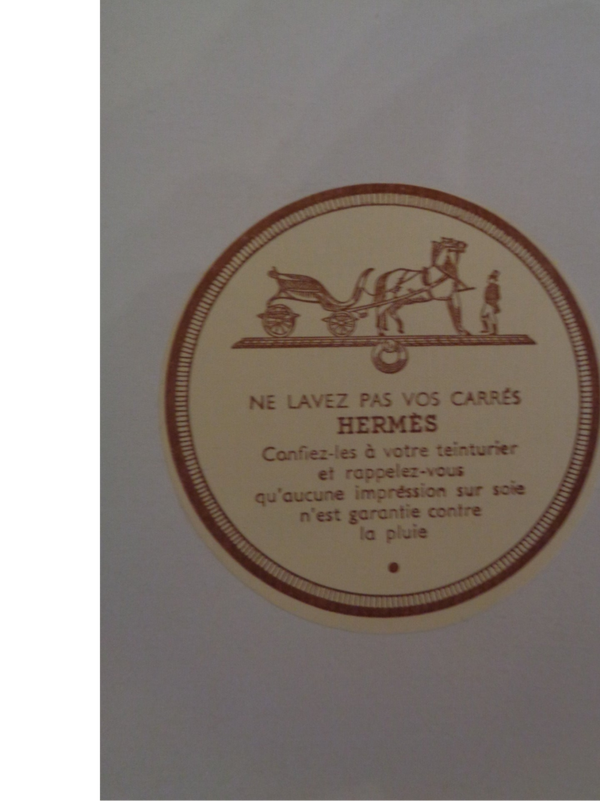 NE LAVEZ PAS VOS CARRÉS
HERMÈS
Confiez-les à votre teinturier
et rappelez-vous
qu'aucune impréssion sur soie
n'est garantie contre
la pluie